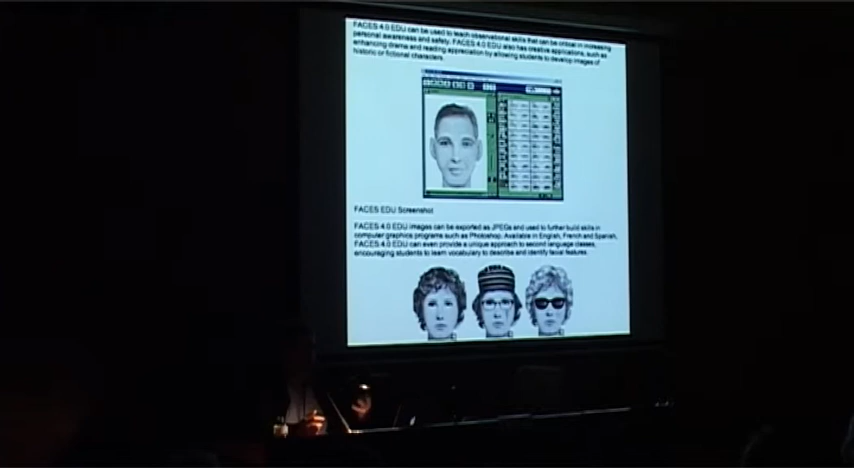 FACES 4.0 EDU can be used to teach observational skills that can be critical in increasing
personal awareness and safety. FACES 4.0 EDU also has creative applications, such as
enhancing drama and reading appreciation by allowing students to develop images of
historic or fictional characters.
FACES EDU Screenshot
FACES 4.0 EDU images can be exported as JPEGs and used to further build skills in
computer graphics programs such as Photoshop. Available in English, French and Spanish,
FACES 4.0 EDU can even provide a unique approach to second language classes,
encouraging students to learn vocabulary to describe and identify facial features.